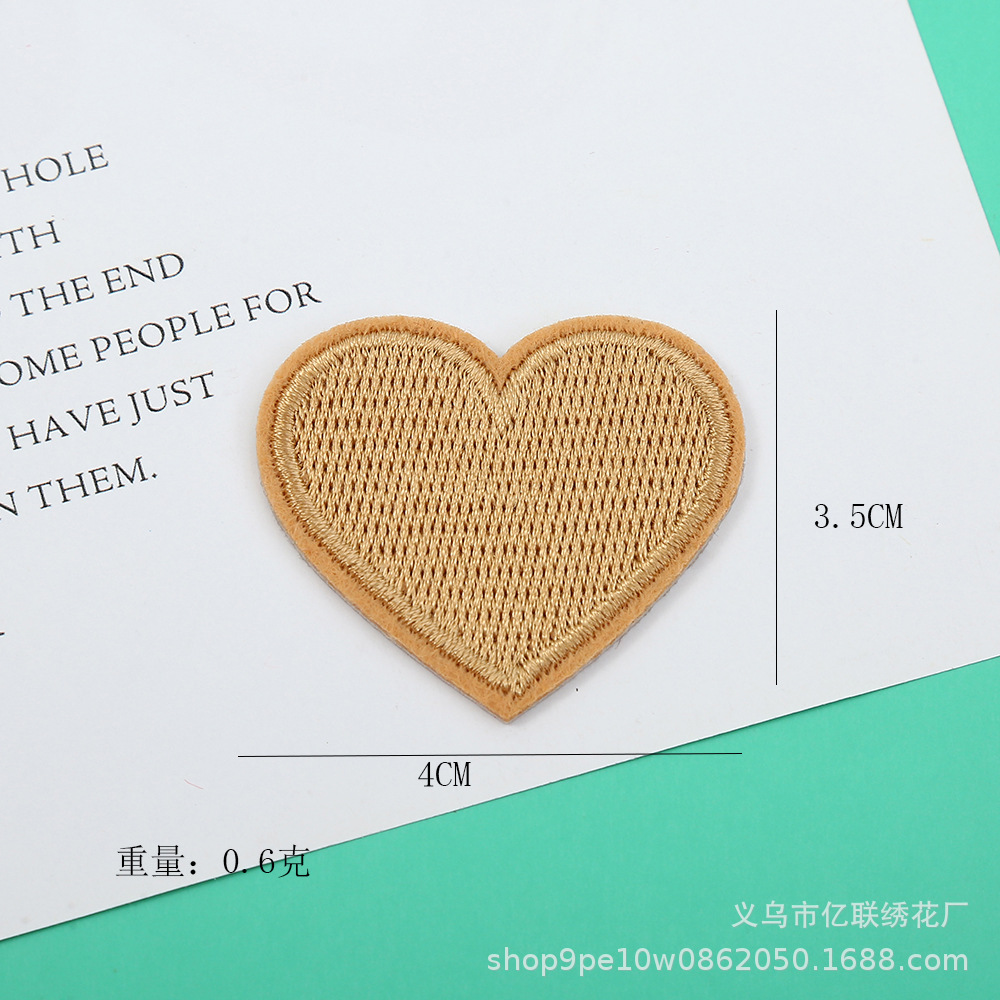 HOLE
TH
THE END
OME PEOPLE FOR
HAVE JUST
N THEM.
3.5CM
4CM
重量: 0.6克
义乌市亿联绣花厂
shop9pe10w0862050.1688.com